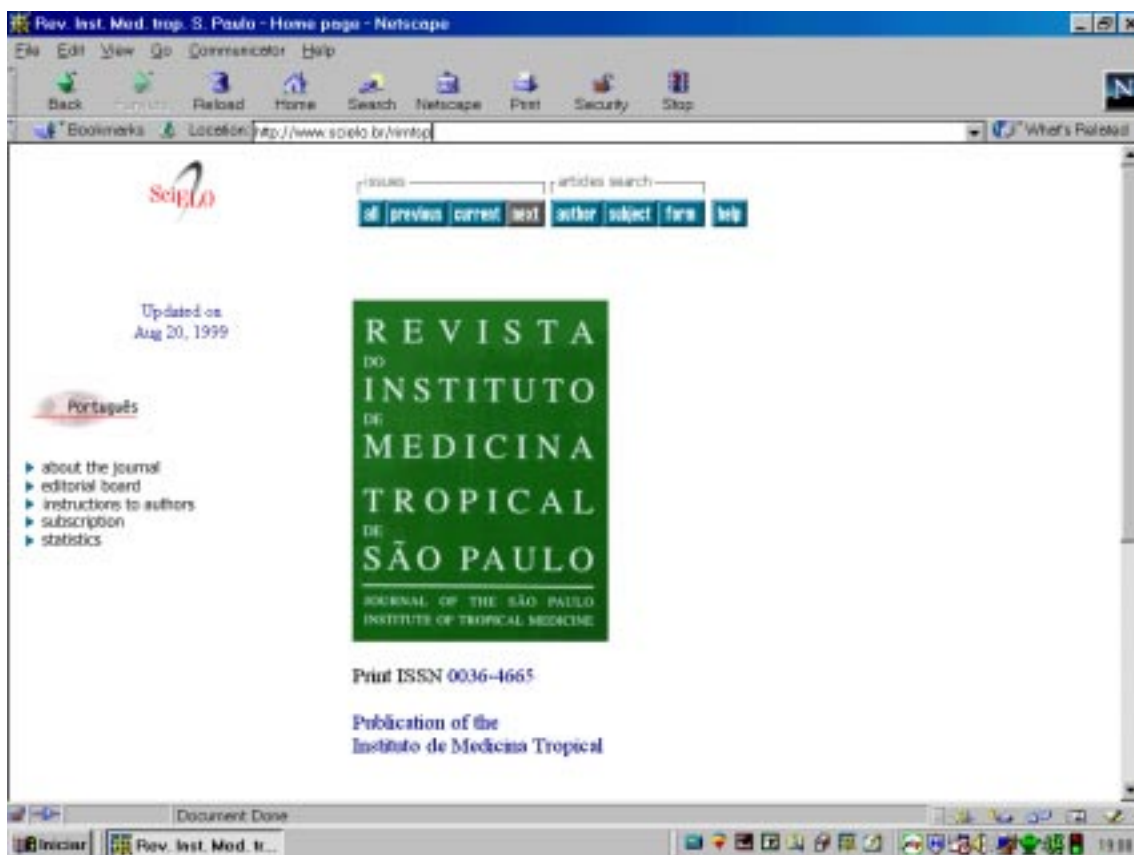 Rev. Inst. Med. trop. S. Paulo - Home page - Netscape
File Edit View Go Communicator Help
Back Reload Home Search Netscape Print Security Stop
Bookmarks Location: http://www.scielo.br/rimtsp What's Related
SciELO
issues articles search
all previous current next author subject form help
Updated on
Aug 20, 1999
Português
about the journal
editorial board
instructions to authors
subscription
statistics
REVISTA
DO
INSTITUTO
DE
MEDICINA
TROPICAL
DE
SÃO PAULO
JOURNAL OF THE SÃO PAULO
INSTITUTE OF TROPICAL MEDICINE
Print ISSN 0036-4665
Publication of the
Instituto de Medicina Tropical
Document: Done
Iniciar Rev. Inst. Med. tr...